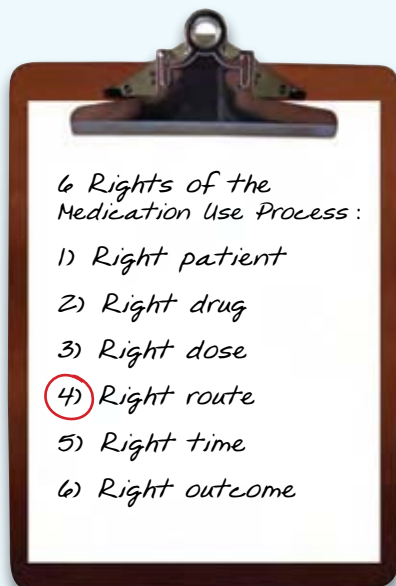 6 Rights of the
Medication Use Process:
1) Right patient
2) Right drug
3) Right dose
4) Right route
5) Right time
6) Right outcome